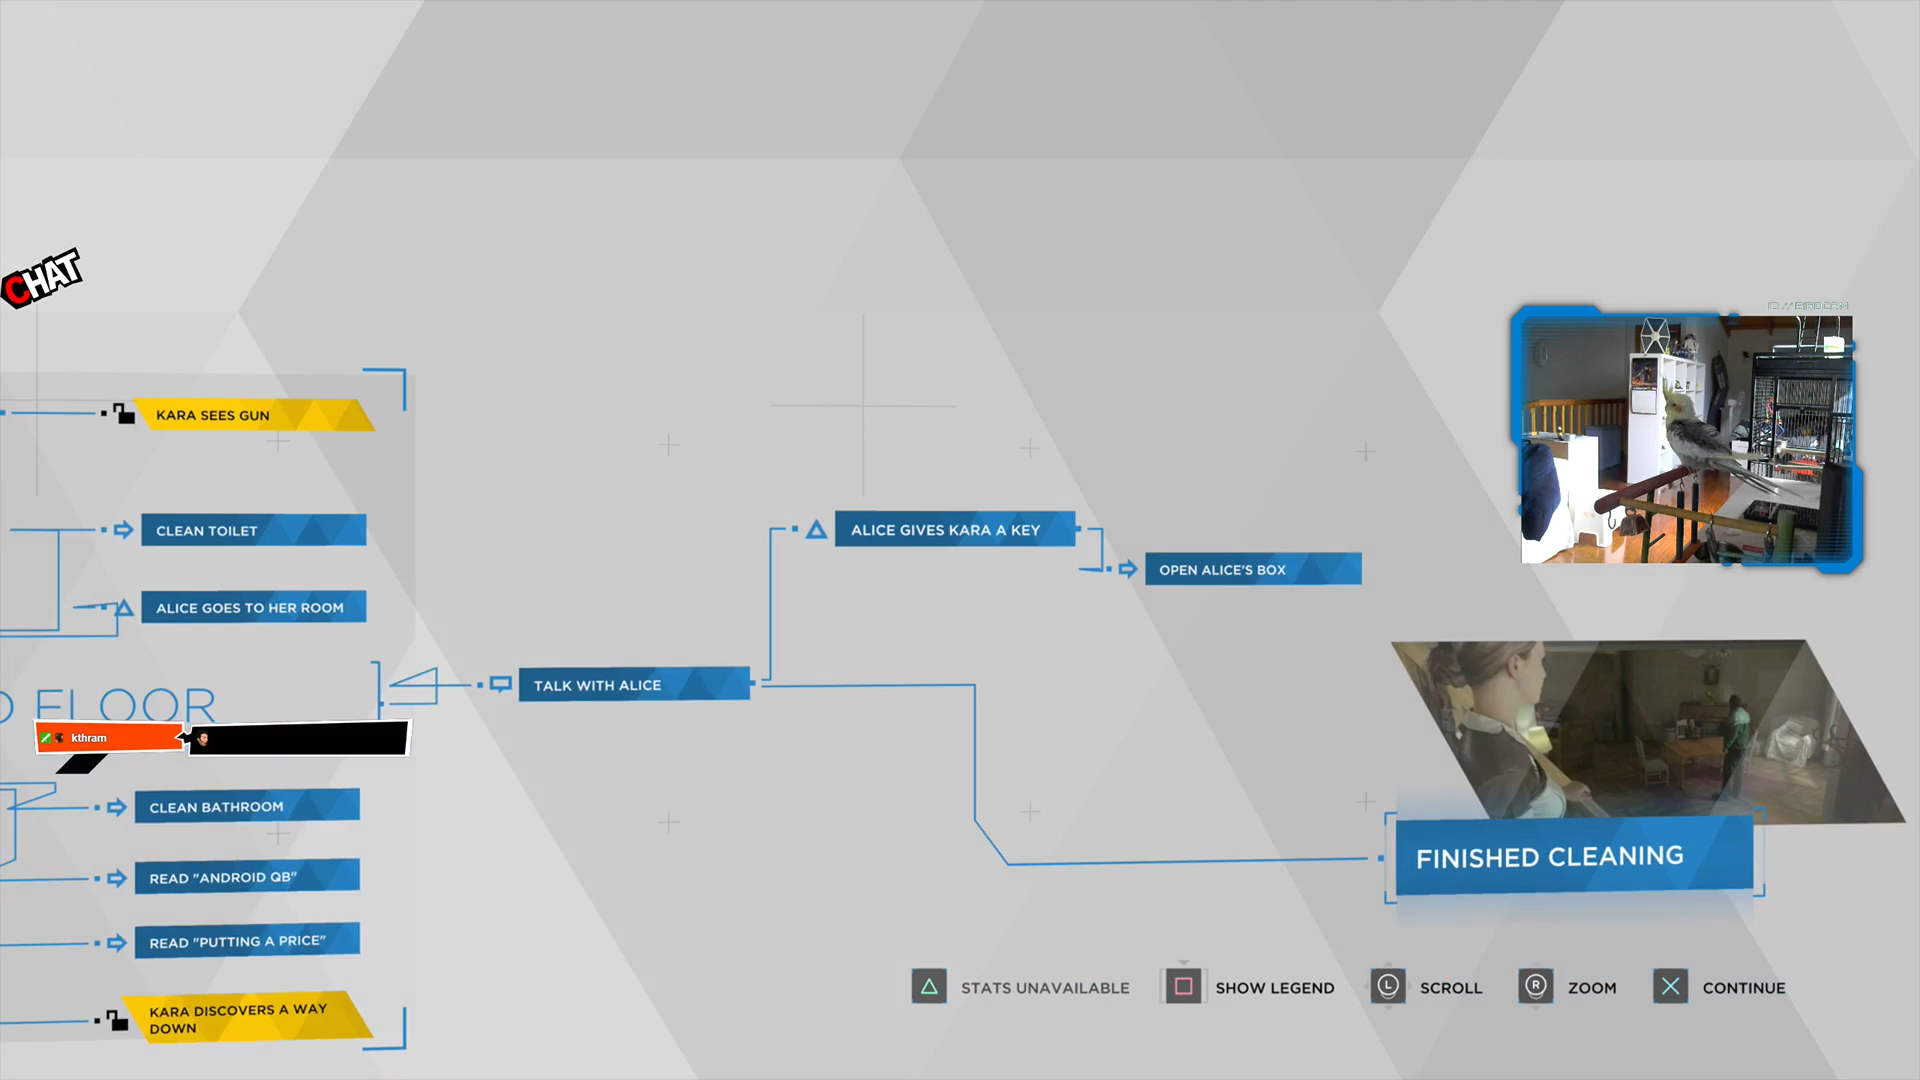 CHAT
ID // BIRDCAM
KARA SEES GUN
CLEAN TOILET
ALICE GIVES KARA A KEY
OPEN ALICE'S BOX
ALICE GOES TO HER ROOM
TALK WITH ALICE
FLOOR
kthram
CLEAN BATHROOM
READ "ANDROID QB"
READ "PUTTING A PRICE"
KARA DISCOVERS A WAY
DOWN
FINISHED CLEANING
STATS UNAVAILABLE
SHOW LEGEND
L
SCROLL
R
ZOOM
CONTINUE